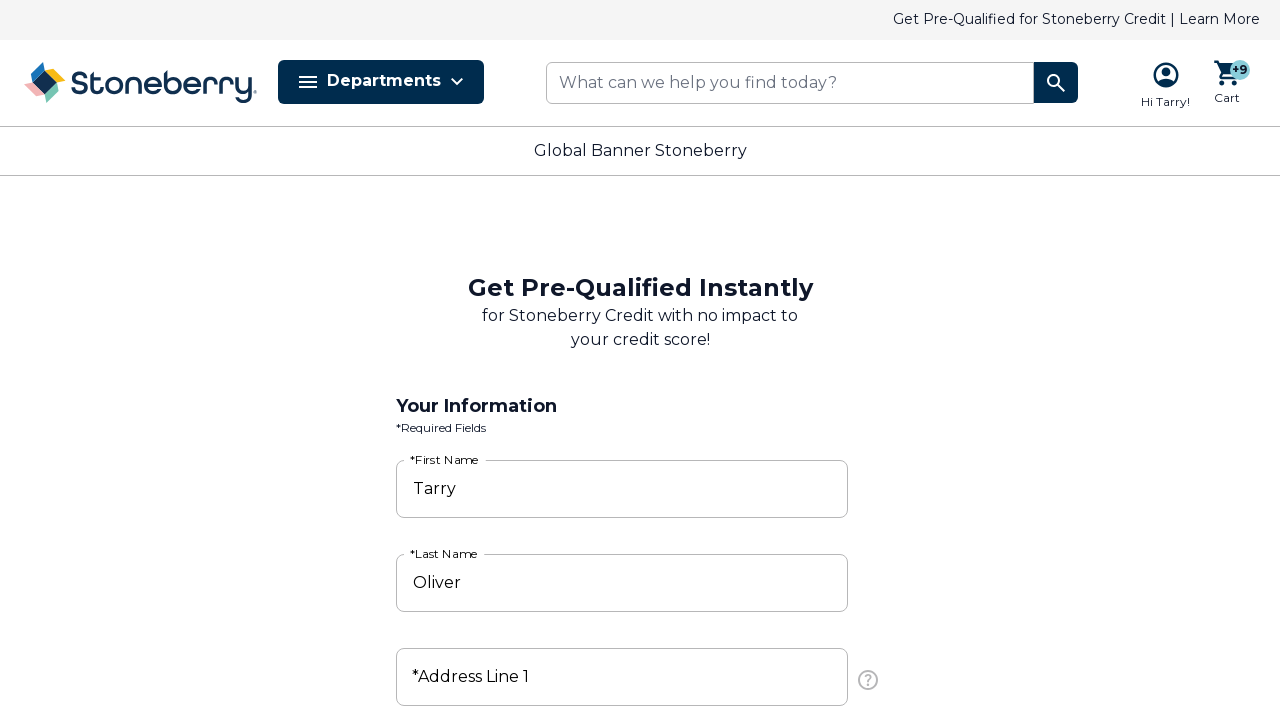 Get Pre-Qualified for Stoneberry Credit | Learn More
Stoneberry®
Departments
What can we help you find today?
+9
Hi Tarry!
Cart
Global Banner Stoneberry
Get Pre-Qualified Instantly
for Stoneberry Credit with no impact to
your credit score!
Your Information
*Required Fields
*First Name
Tarry
*Last Name
Oliver
*Address Line 1
?